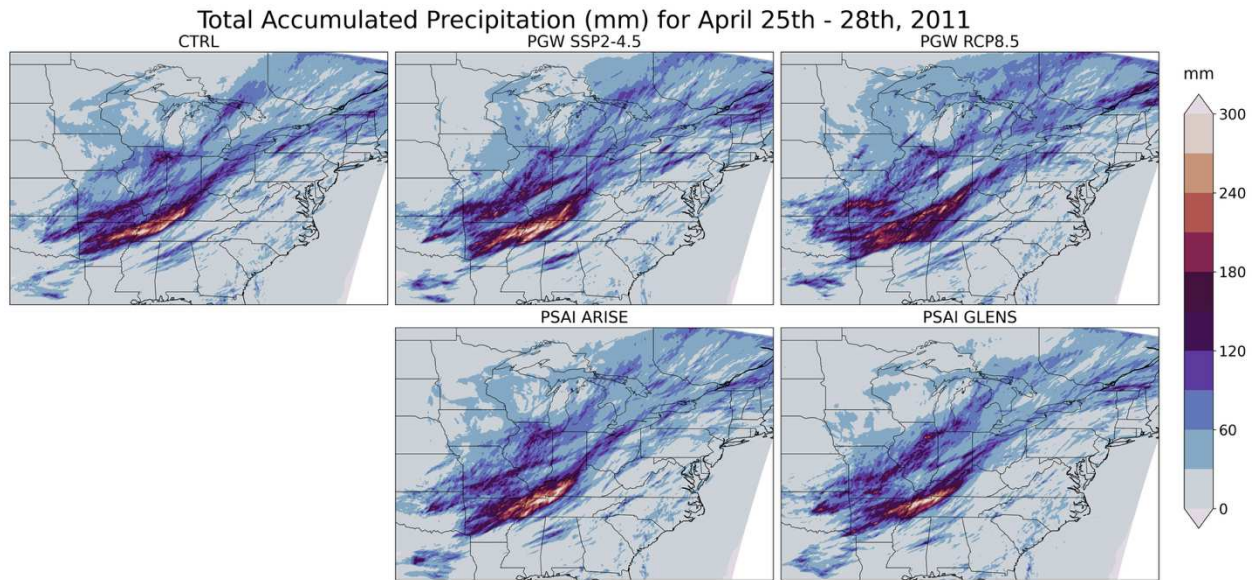 Total Accumulated Precipitation (mm) for April 25th - 28th, 2011
CTRL
PGW SSP2-4.5
PGW RCP8.5
mm
300
240
180
120
60
0
PSAI ARISE
PSAI GLENS